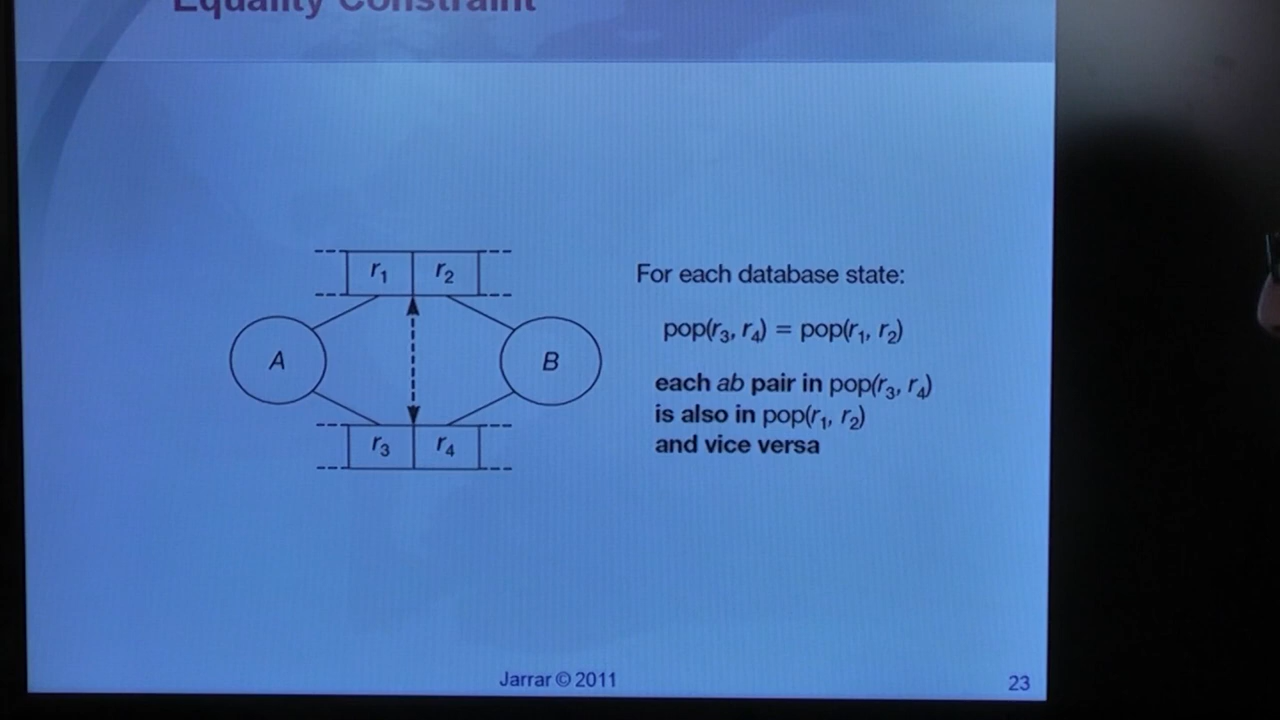 Equality Constraint
r1 r2
For each database state:
pop(r3, r4) = pop(r1, r2)
A
B
each ab pair in pop(r3, r4)
is also in pop(r1, r2)
and vice versa
r3 r4
Jarrar © 2011
23